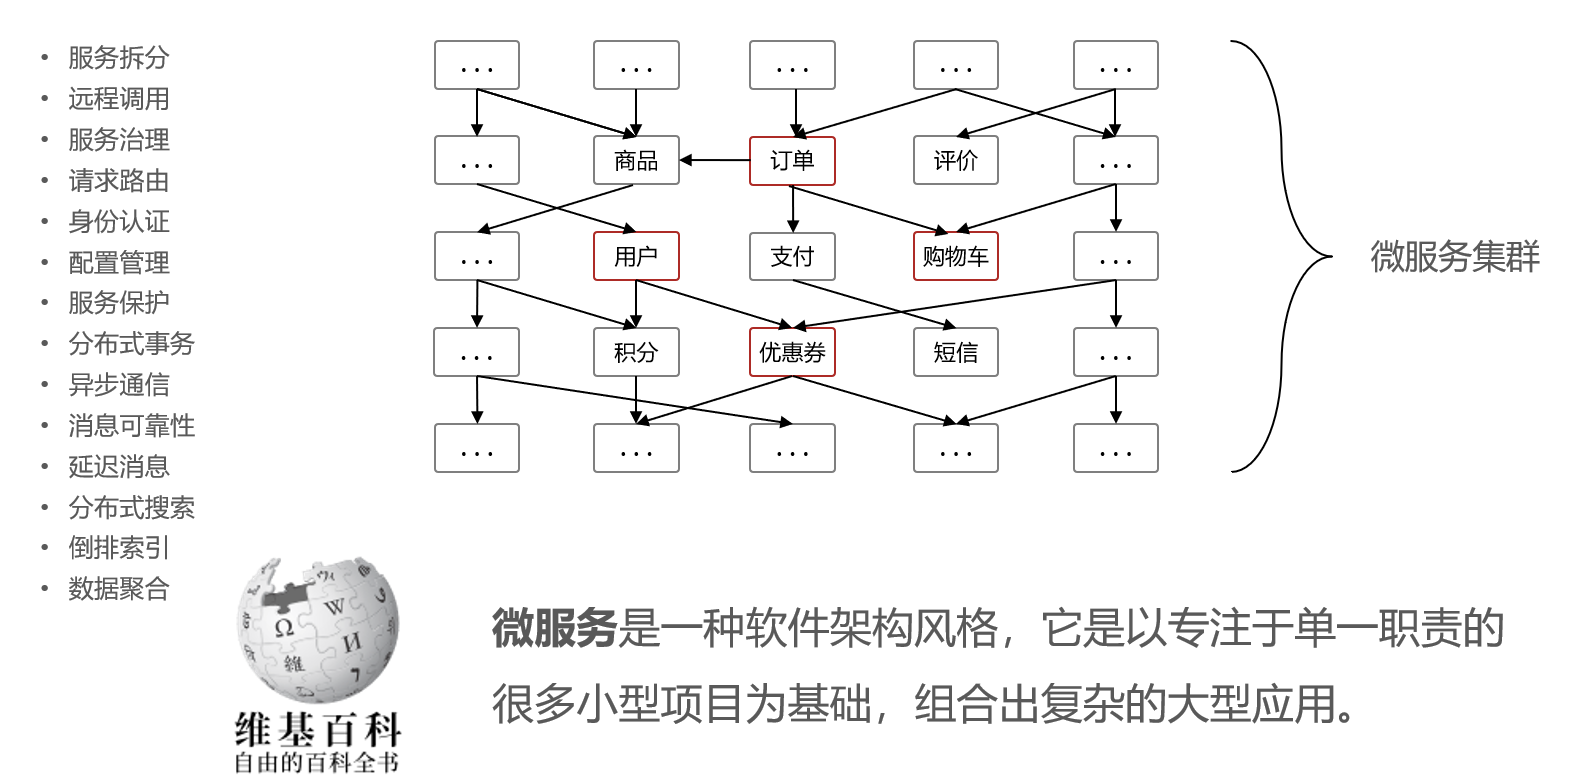 • 服务拆分
• 远程调用
• 服务治理
• 请求路由
• 身份认证
• 配置管理
• 服务保护
• 分布式事务
• 异步通信
• 消息可靠性
• 延迟消息
• 分布式搜索
• 倒排索引
• 数据聚合
... ... ... ... ...
... 商品 订单 评价 ...
... 用户 支付 购物车 ...
... 积分 优惠券 短信 ...
... ... ... ... ...
微服务集群
W
Ω
И
維
维基百科
自由的百科全书
微服务是一种软件架构风格，它是以专注于单一职责的
很多小型项目为基础，组合出复杂的大型应用。